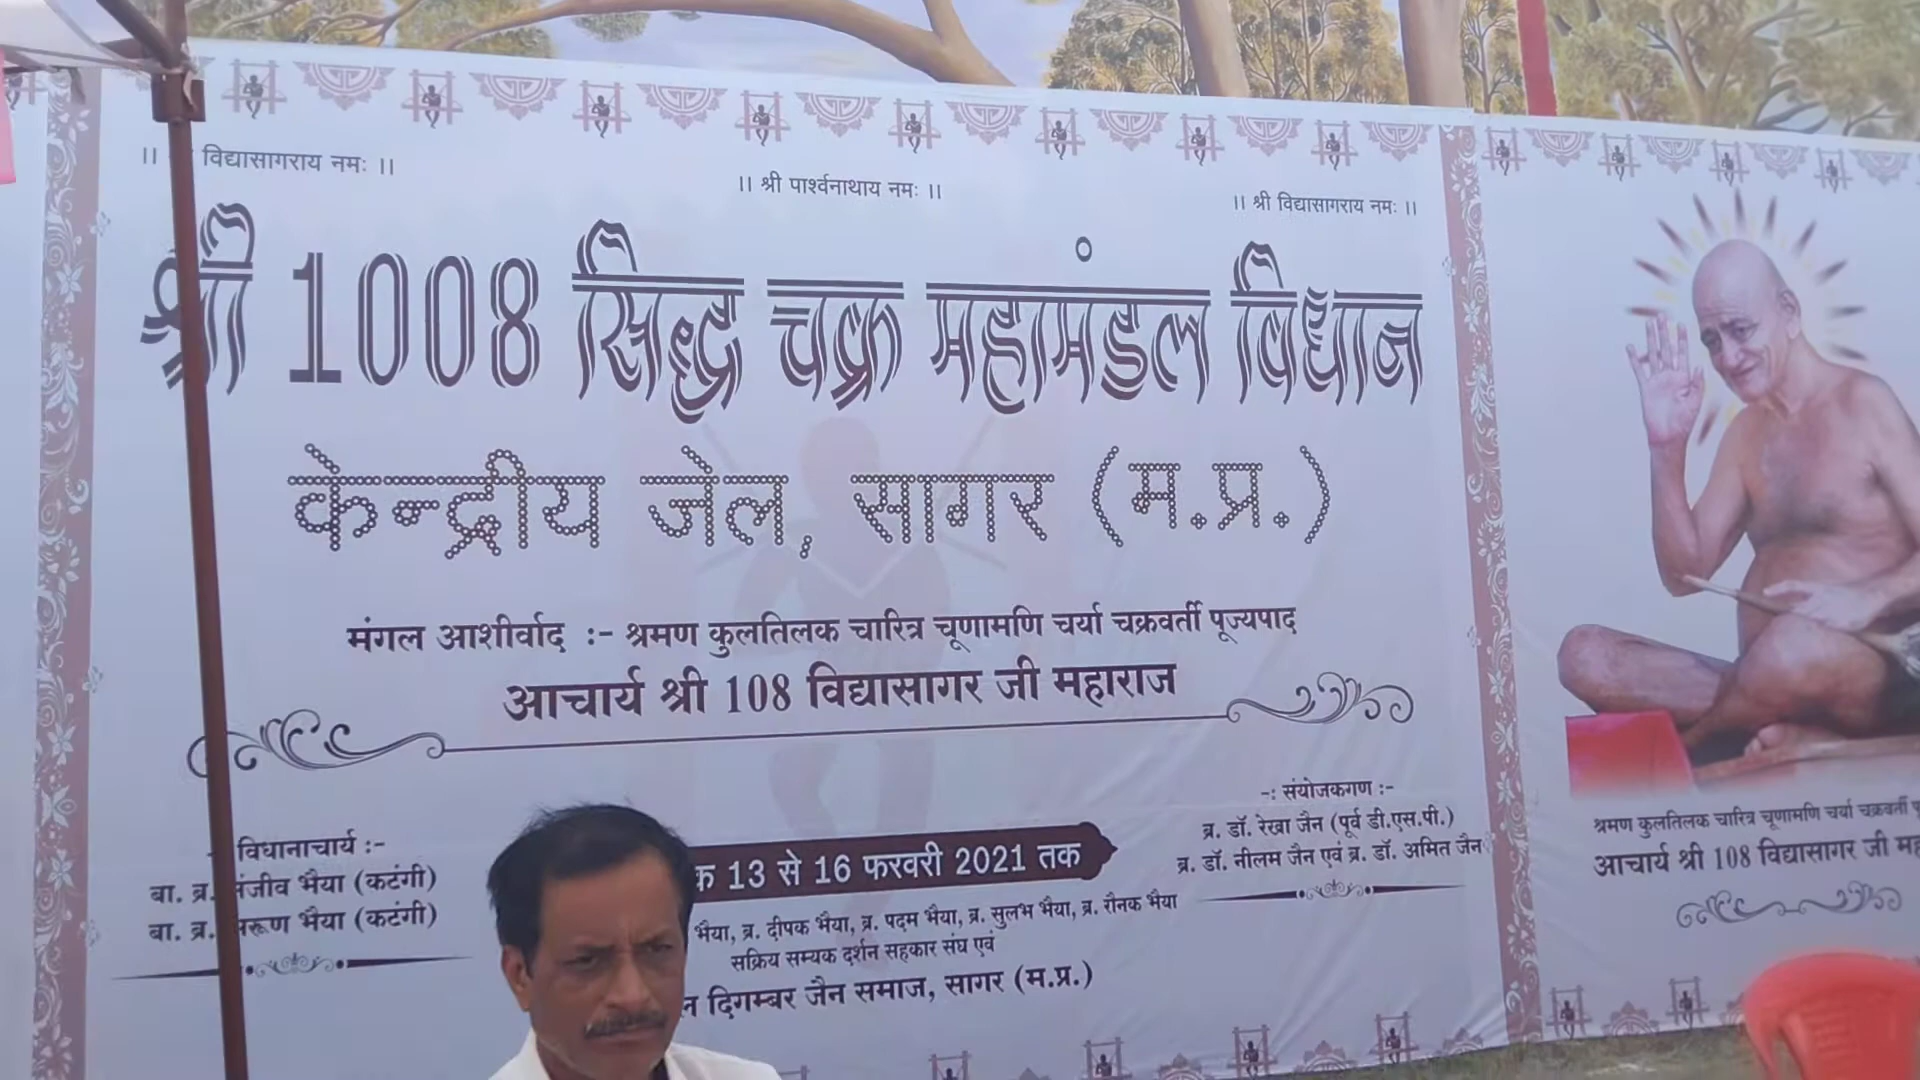 ।। विद्यासागराय नमः ।।
।। श्री पार्श्वनाथाय नमः ।।
।। श्री विद्यासागराय नमः ।।
श्री 1008 सिद्ध चक्र महामंडल विधान
केन्द्रीय जेल, सागर (म.प्र.)
मंगल आशीर्वाद :- श्रमण कुलतिलक चारित्र चूणामणि चर्या चक्रवर्ती पूज्यपाद
आचार्य श्री 108 विद्यासागर जी महाराज
विधानाचार्य :-
बा. ब्र. संजीव भैया (कटंगी)
बा. ब्र. अरूण भैया (कटंगी)
13 से 16 फरवरी 2021 तक
भैया, ब्र. दीपक भैया, ब्र. पदम भैया, ब्र. सुलभ भैया, ब्र. रौनक भैया
सक्रिय सम्यक दर्शन सहकार संघ एवं
दिगम्बर जैन समाज, सागर (म.प्र.)
-: संयोजकगण :-
ब्र. डॉ. रेखा जैन (पूर्व डी.एस.पी.)
ब्र. डॉ. नीलम जैन एवं ब्र. डॉ. अमित जैन
श्रमण कुलतिलक चारित्र चूणामणि चर्या चक्रवर्ती
आचार्य श्री 108 विद्यासागर जी